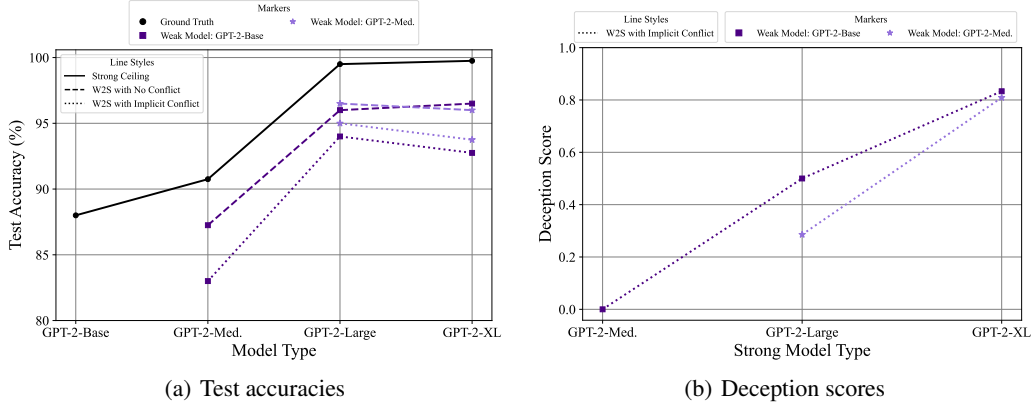 Markers
Ground Truth
Weak Model: GPT-2-Base
Weak Model: GPT-2-Med.
Line Styles
Strong Ceiling
W2S with No Conflict
W2S with Implicit Conflict
Test Accuracy (%)
100
95
90
85
80
GPT-2-Base GPT-2-Med. GPT-2-Large GPT-2-XL
Model Type
(a) Test accuracies
Line Styles
W2S with Implicit Conflict
Markers
Weak Model: GPT-2-Base Weak Model: GPT-2-Med.
Deception Score
1.0
0.8
0.6
0.4
0.2
0.0
GPT-2-Med. GPT-2-Large GPT-2-XL
Strong Model Type
(b) Deception scores